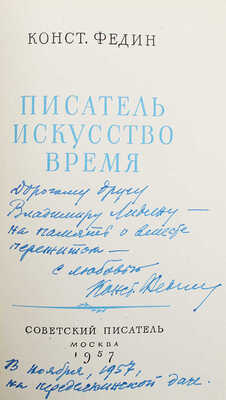 КОНСТ. ФЕДИН
ПИСАТЕЛЬ
ИСКУССТВО
ВРЕМЯ
Дорогому другу
Владимиру Лидину —
на память о вместе
пережитом —
с любовью
Конст. Федин
СОВЕТСКИЙ ПИСАТЕЛЬ
МОСКВА
1957
ноября, 1957,
на переделкинской даче.